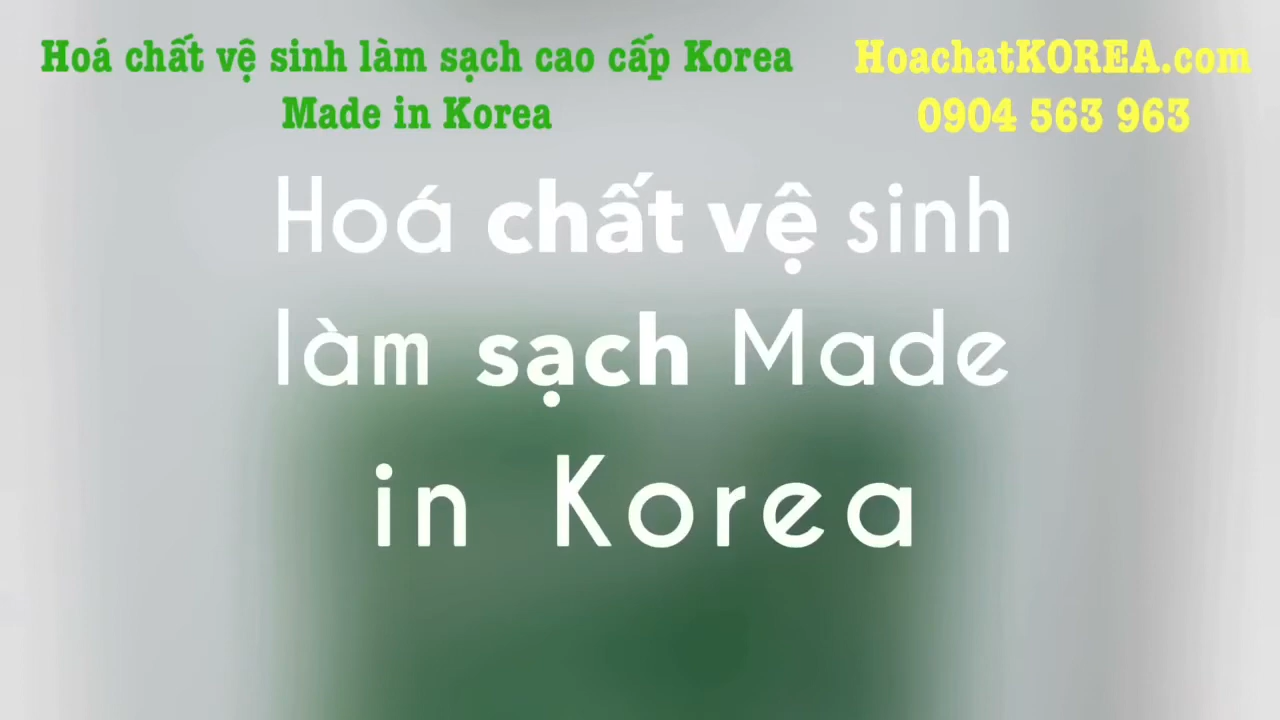 Hoá chất vệ sinh làm sạch cao cấp Korea
Made in Korea
HoachatKOREA.com
0904 563 963
Hoá chất vệ sinh
làm sạch Made
in Korea